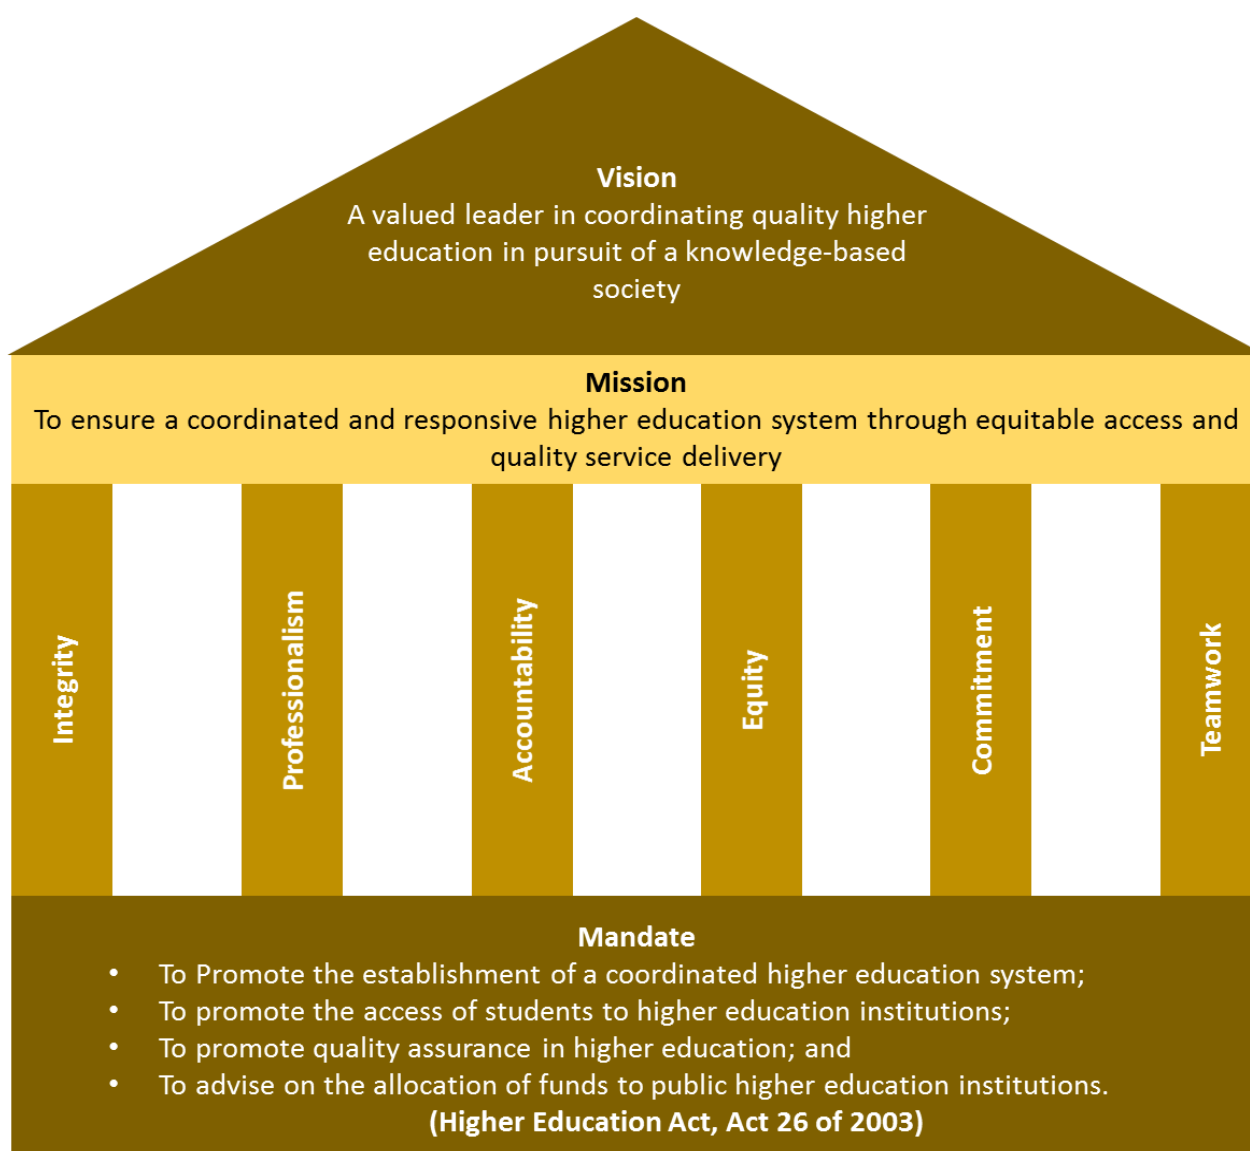 Vision
A valued leader in coordinating quality higher
education in pursuit of a knowledge-based
society
Mission
To ensure a coordinated and responsive higher education system through equitable access and
quality service delivery
Integrity
Professionalism
Accountability
Equity
Commitment
Teamwork
Mandate
• To Promote the establishment of a coordinated higher education system;
• To promote the access of students to higher education institutions;
• To promote quality assurance in higher education; and
• To advise on the allocation of funds to public higher education institutions.
(Higher Education Act, Act 26 of 2003)